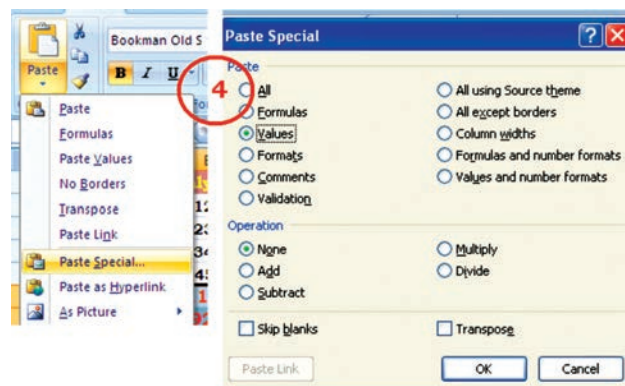 Bookman Old S
Paste
B I U
Paste
Formulas
Paste Values
No Borders
Transpose
Paste Link
Paste Special...
Paste as Hyperlink
As Picture
4
Paste Special
Paste
All
Formulas
Values
Formats
Comments
Validation
All using Source theme
All except borders
Column widths
Formulas and number formats
Values and number formats
Operation
None
Add
Subtract
Multiply
Divide
Skip blanks
Transpose
Paste Link
OK
Cancel